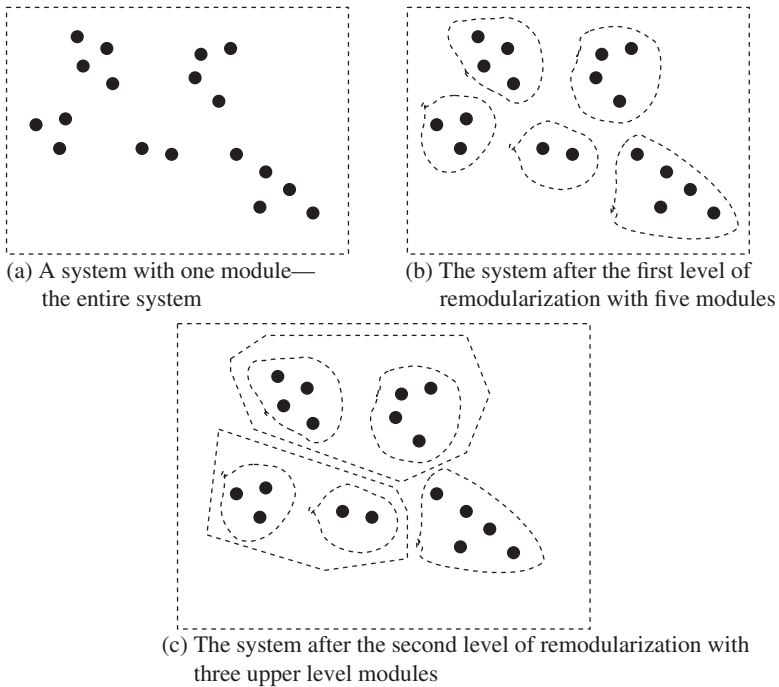 (a) A system with one module—
the entire system
(b) The system after the first level of
remodularization with five modules
(c) The system after the second level of remodularization with
three upper level modules